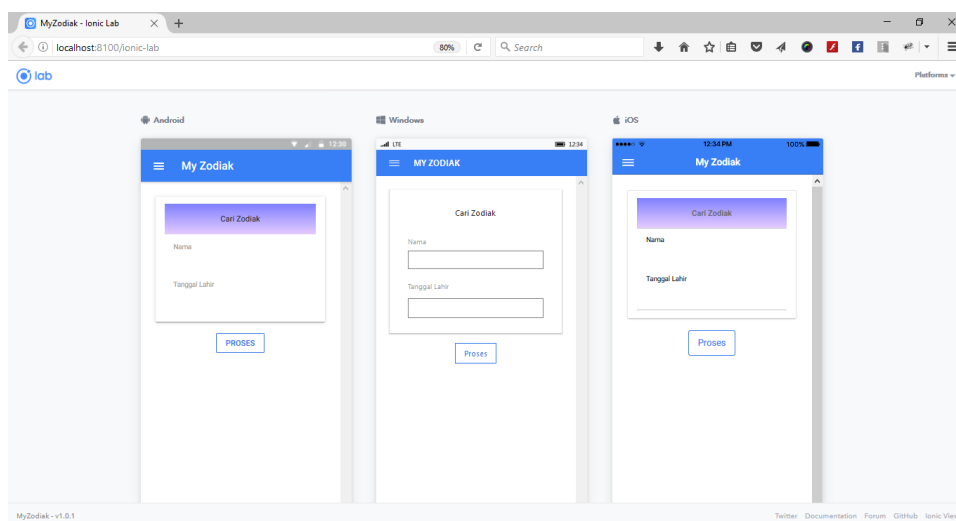 MyZodiak - Ionic Lab
localhost:8100/ionic-lab
80%
Search
lab
Platforms
Android
Windows
iOS
12:30
My Zodiak
Cari Zodiak
Nama
Tanggal Lahir
PROSES
LTE
12:34
MY ZODIAK
Cari Zodiak
Nama
Tanggal Lahir
Proses
12:34 PM
100%
My Zodiak
Cari Zodiak
Nama
Tanggal Lahir
Proses
MyZodiak - v1.0.1
Twitter Documentation Forum GitHub Ionic View